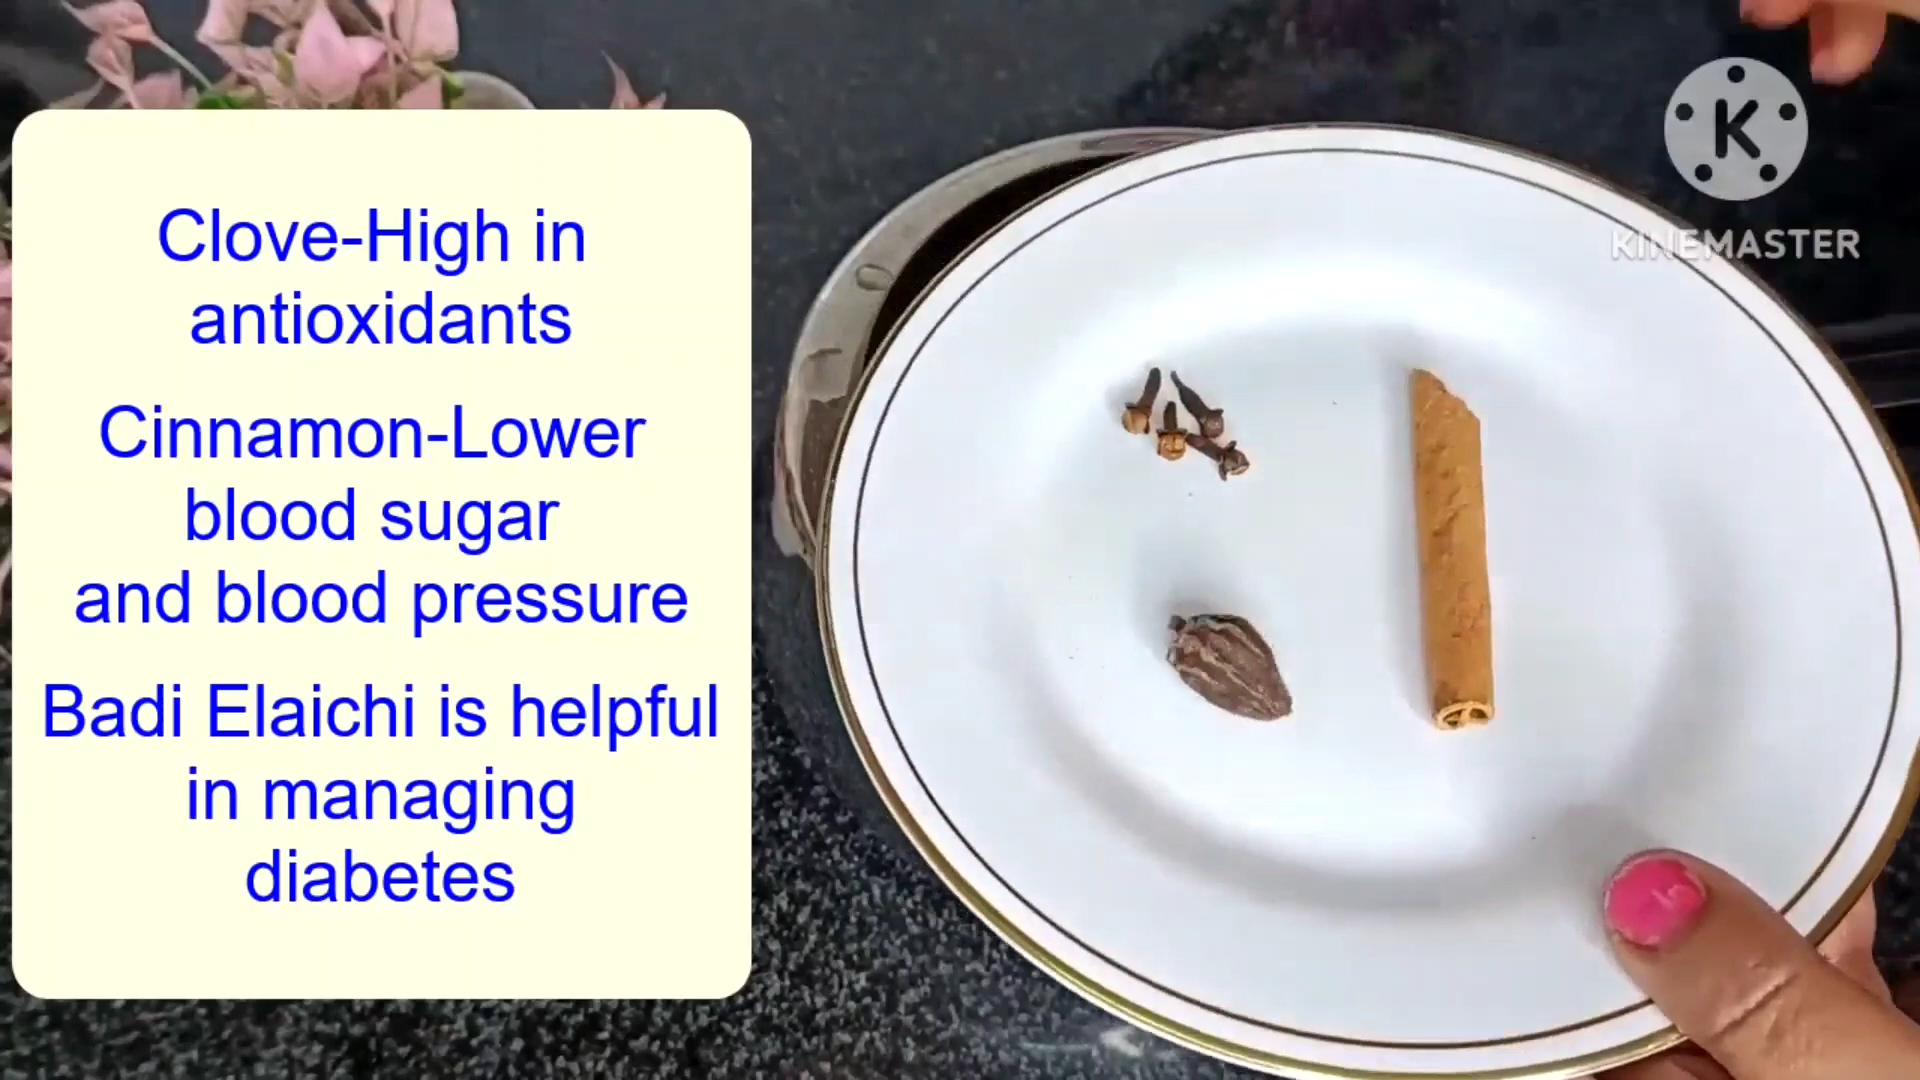 Clove-High in
antioxidants
Cinnamon-Lower
blood sugar
and blood pressure
Badi Elaichi is helpful
in managing
diabetes
K
KINEMASTER